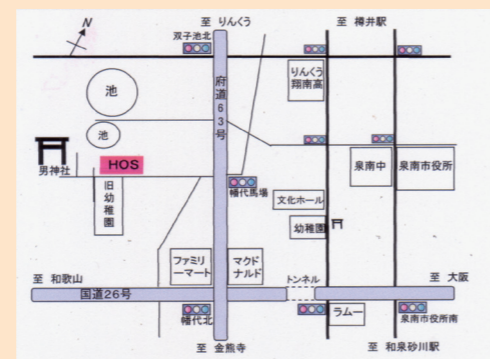 N
至 りんくう
至 樽井駅
双子池北
池
府道63号
りんくう
翔南高
池
男神社
HOS
旧幼稚園
幡代馬場
泉南中
泉南市役所
文化ホール
幼稚園
ファミリ
ーマート
マクド
ナルド
至 和歌山
トンネル
至 大阪
国道26号
幡代北
ラムー
泉南市役所南
至 金熊寺
至 和泉砂川駅